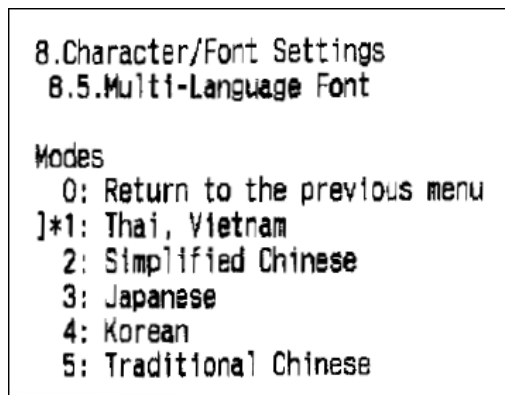 8.Character/Font Settings
8.5.Multi-Language Font
Modes
0: Return to the previous menu
]*1: Thai, Vietnam
2: Simplified Chinese
3: Japanese
4: Korean
5: Traditional Chinese